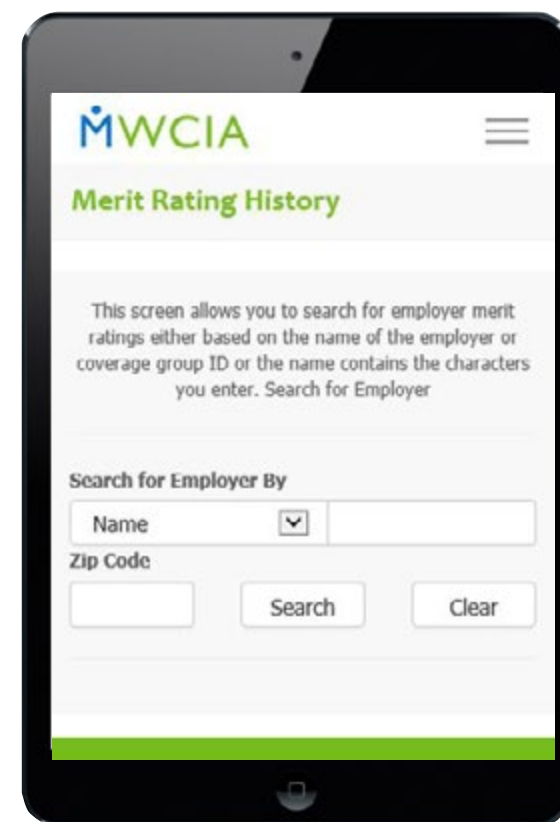 MWCIA
Merit Rating History
This screen allows you to search for employer merit
ratings either based on the name of the employer or
coverage group ID or the name contains the characters
you enter. Search for Employer
Search for Employer By
Name
Zip Code
Search Clear